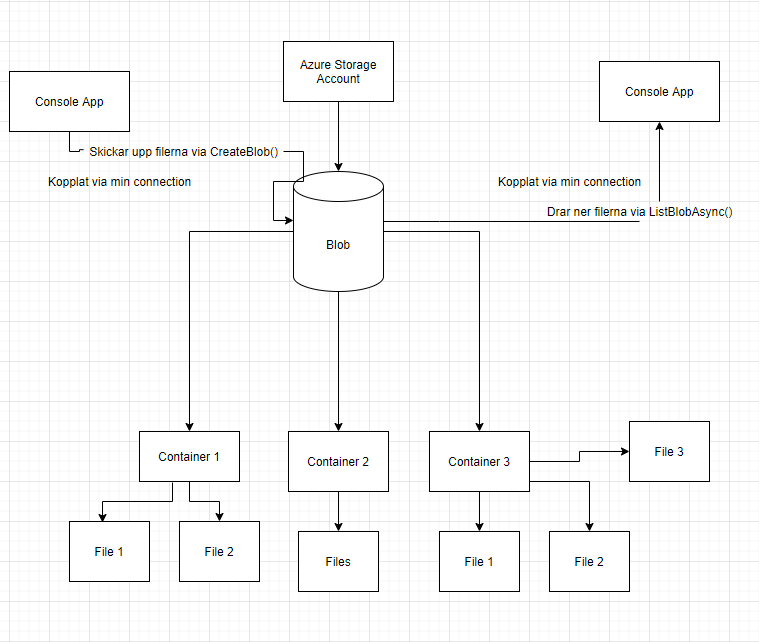 Azure Storage
Account
Console App
Console App
Skickar upp filerna via CreateBlob()
Kopplat via min connection
Kopplat via min connection
Drar ner filerna via ListBlobAsync()
Blob
Container 1
Container 2
Container 3
File 3
File 1
File 2
Files
File 1
File 2